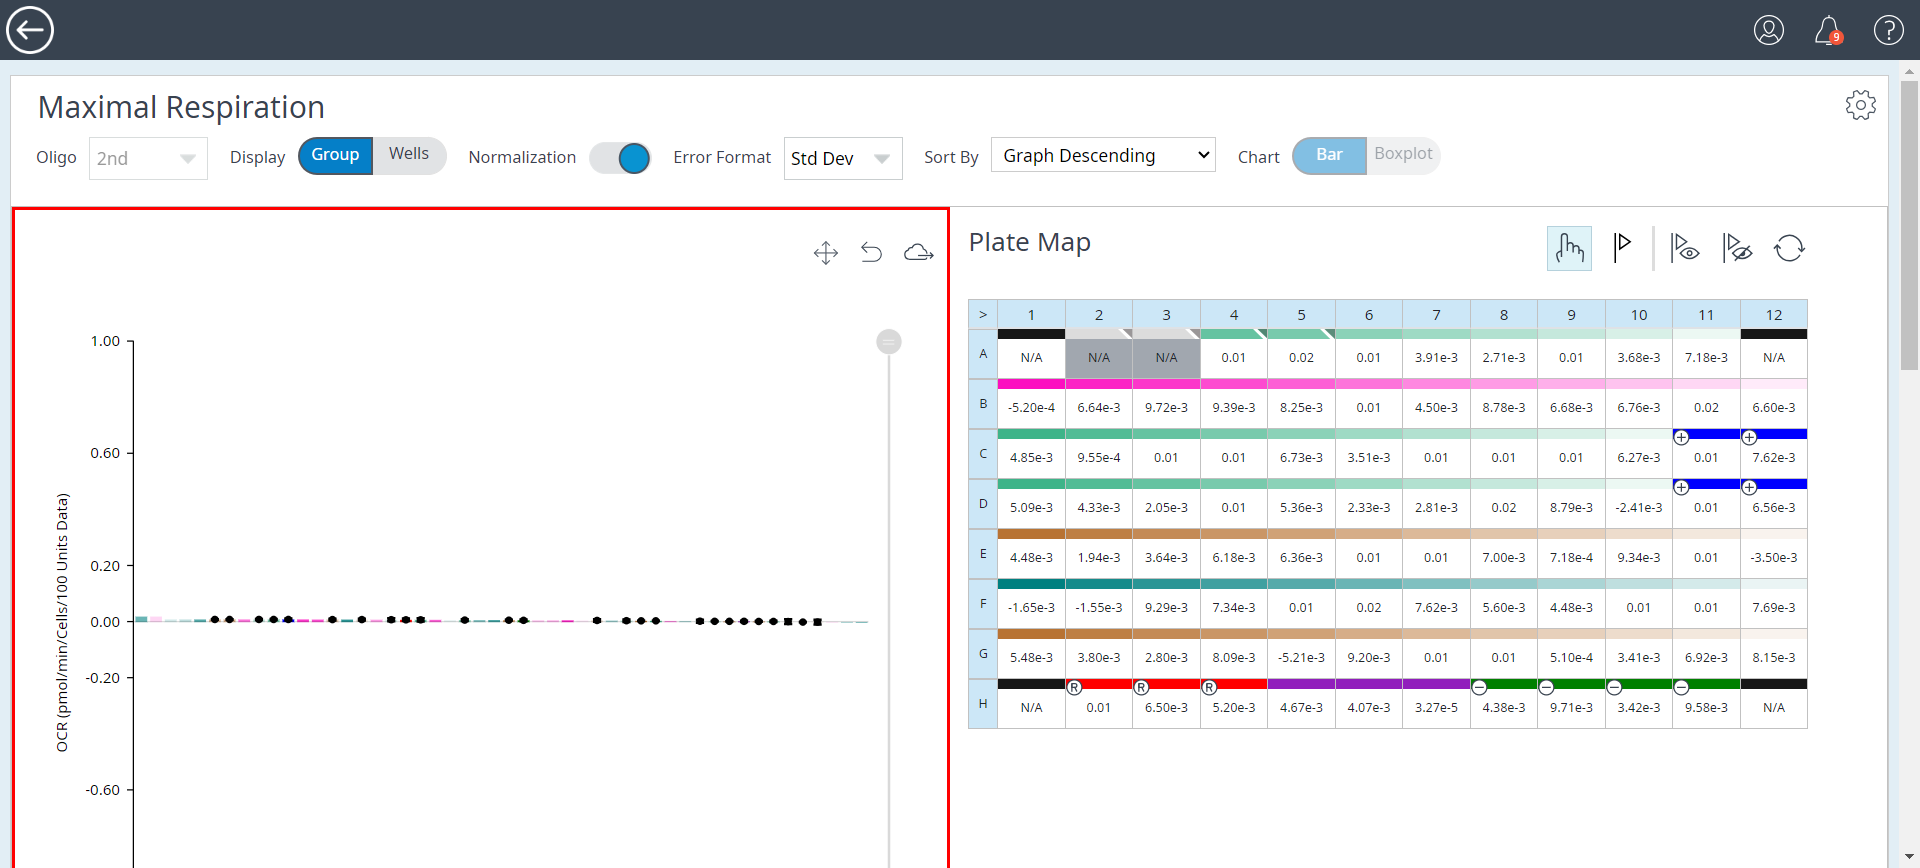 9
Maximal Respiration
Oligo 2nd Display Group Wells Normalization Error Format Std Dev Sort By Graph Descending Chart Bar Boxplot
Plate Map
1.00
0.60
0.20
0.00
-0.20
-0.60
OCR (pmol/min/Cells/100 Units Data)
> 1 2 3 4 5 6 7 8 9 10 11 12
A N/A N/A N/A 0.01 0.02 0.01 3.91e-3 2.71e-3 0.01 3.68e-3 7.18e-3 N/A
B -5.20e-4 6.64e-3 9.72e-3 9.39e-3 8.25e-3 0.01 4.50e-3 8.78e-3 6.68e-3 6.76e-3 0.02 6.60e-3
C 4.85e-3 9.55e-4 0.01 0.01 6.73e-3 3.51e-3 0.01 0.01 0.01 6.27e-3 0.01 7.62e-3
D 5.09e-3 4.33e-3 2.05e-3 0.01 5.36e-3 2.33e-3 2.81e-3 0.02 8.79e-3 -2.41e-3 0.01 6.56e-3
E 4.48e-3 1.94e-3 3.64e-3 6.18e-3 6.36e-3 0.01 0.01 7.00e-3 7.18e-4 9.34e-3 0.01 -3.50e-3
F -1.65e-3 -1.55e-3 9.29e-3 7.34e-3 0.01 0.02 7.62e-3 5.60e-3 4.48e-3 0.01 0.01 7.69e-3
G 5.48e-3 3.80e-3 2.80e-3 8.09e-3 -5.21e-3 9.20e-3 0.01 0.01 5.10e-4 3.41e-3 6.92e-3 8.15e-3
R R R
H N/A 0.01 6.50e-3 5.20e-3 4.67e-3 4.07e-3 3.27e-5 4.38e-3 9.71e-3 3.42e-3 9.58e-3 N/A